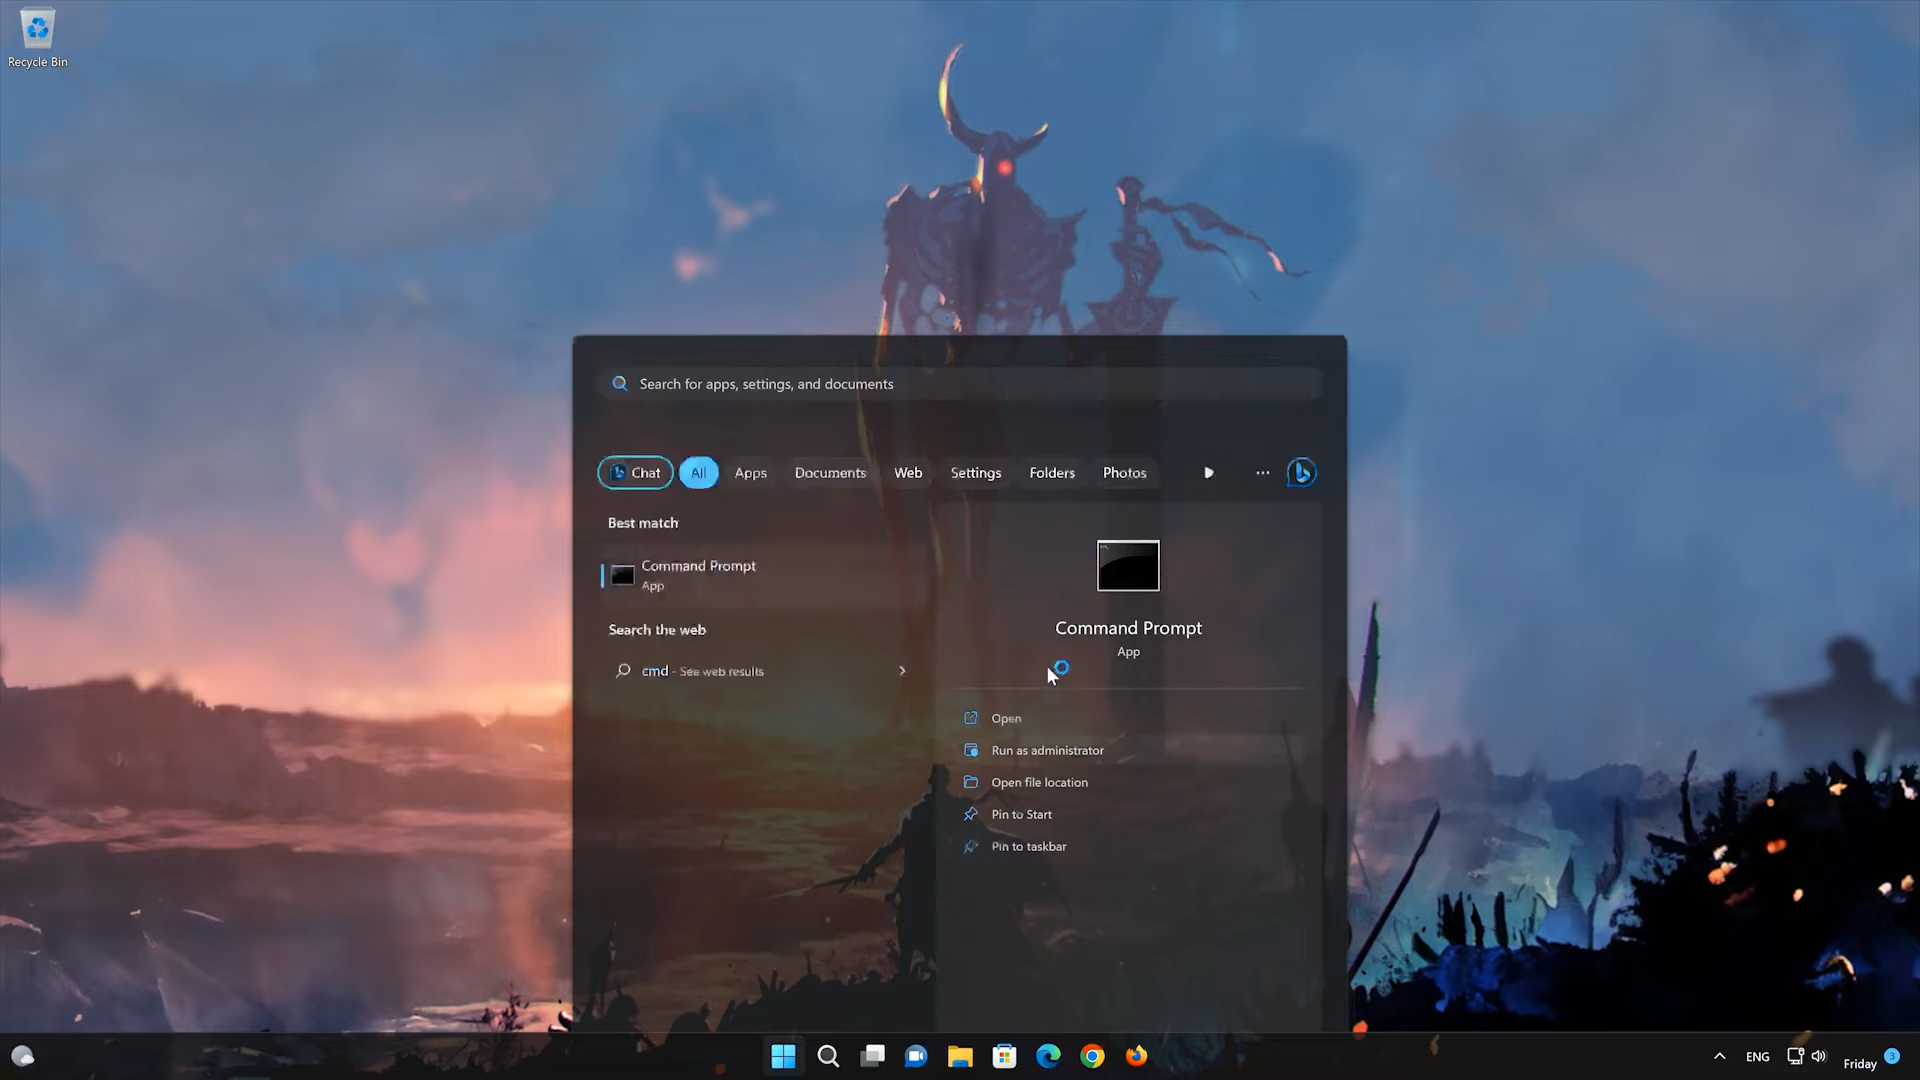 Recycle Bin
Search for apps, settings, and documents
Chat
All
Apps
Documents
Web
Settings
Folders
Photos
Best match
Command Prompt
App
Search the web
cmd - See web results
Command Prompt
App
Open
Run as administrator
Open file location
Pin to Start
Pin to taskbar
ENG
Friday
3